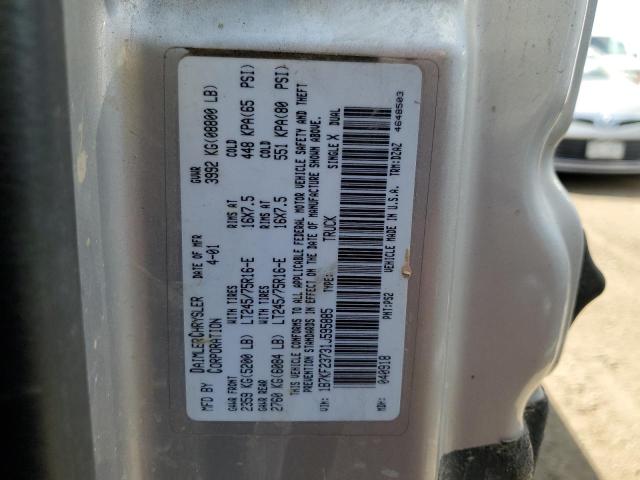 MFD BY DAIMLERCHRYSLER CORPORATION DATE OF MFR 4-01 GVWR 3992 KG(08800 LB)
GAWR FRONT WITH TIRES RIMS AT COLD
2359 KG(5200 LB) LT245/75R16-E 16X7.5 448 KPA(65 PSI)
GAWR REAR WITH TIRES RIMS AT COLD
2760 KG(6084 LB) LT245/75R16-E 16X7.5 551 KPA(80 PSI)
THIS VEHICLE CONFORMS TO ALL APPLICABLE FEDERAL MOTOR VEHICLE SAFETY AND THEFT
PREVENTION STANDARDS IN EFFECT ON THE DATE OF MANUFACTURE SHOWN ABOVE.
VIN: 1B7KF23731J595885 TYPE: TRUCK SINGLE X DUAL
MDH: 040918 PNT:PS2 VEHICLE MADE IN U.S.A. TRM:D2AZ 4648503